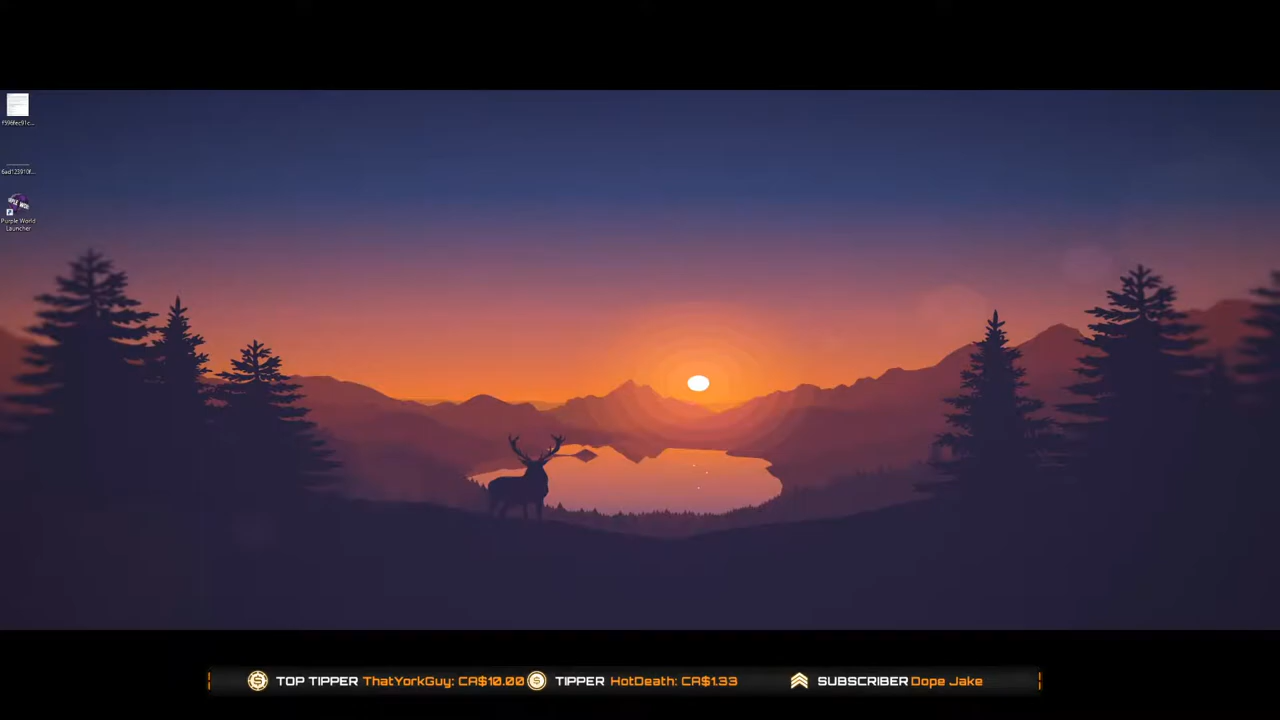 Purple World
Launcher
TOP TIPPER ThatYorkGuy: CA$10.00 TIPPER HotDeath: CA$1.33 SUBSCRIBER Dope Jake